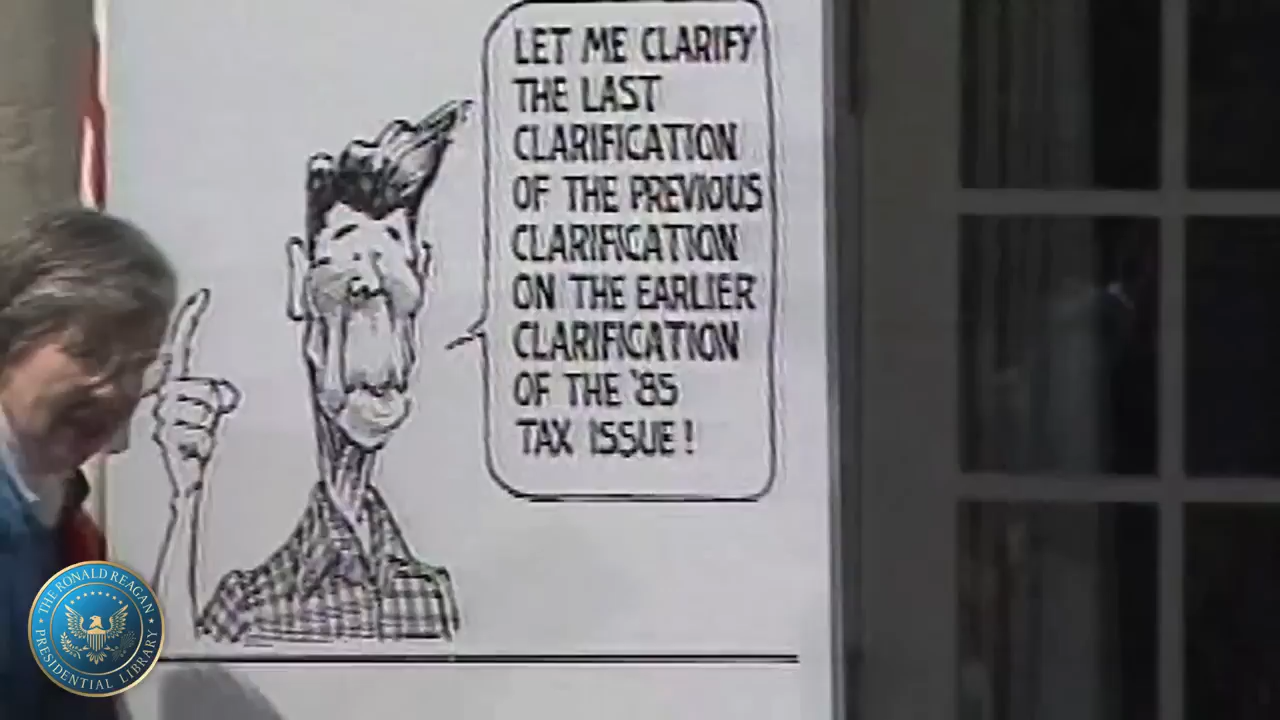 LET ME CLARIFY
THE LAST
CLARIFICATION
OF THE PREVIOUS
CLARIFICATION
ON THE EARLIER
CLARIFICATION
OF THE '85
TAX ISSUE!
THE RONALD REAGAN
PRESIDENTIAL LIBRARY